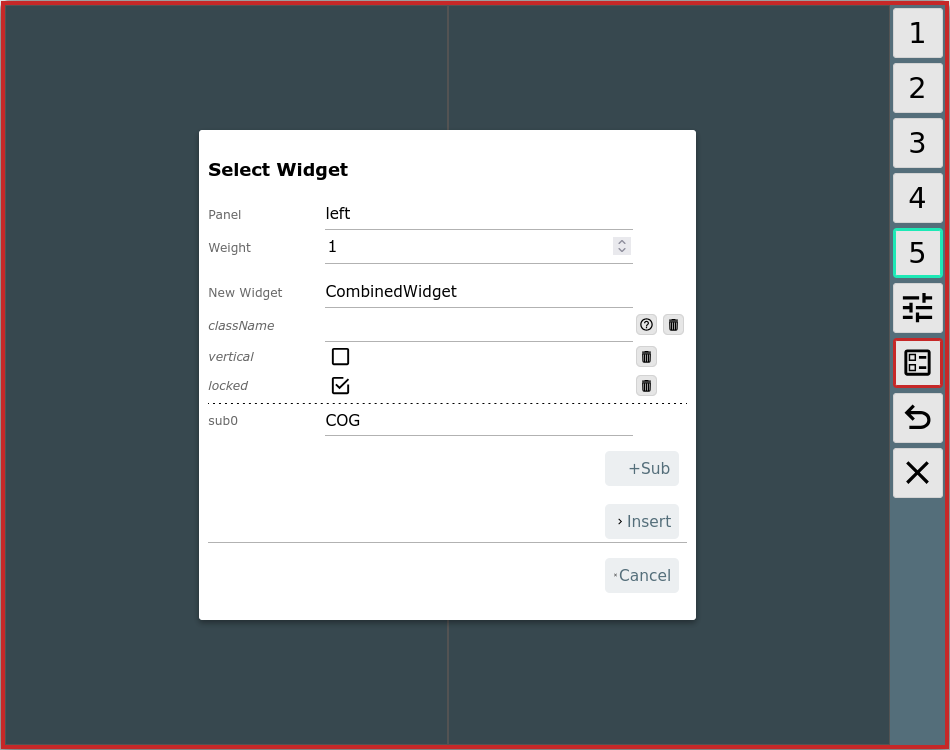 Select Widget
Panel left
Weight 1
New Widget CombinedWidget
className
vertical
locked
sub0 COG
+Sub
Insert
Cancel
1
2
3
4
5